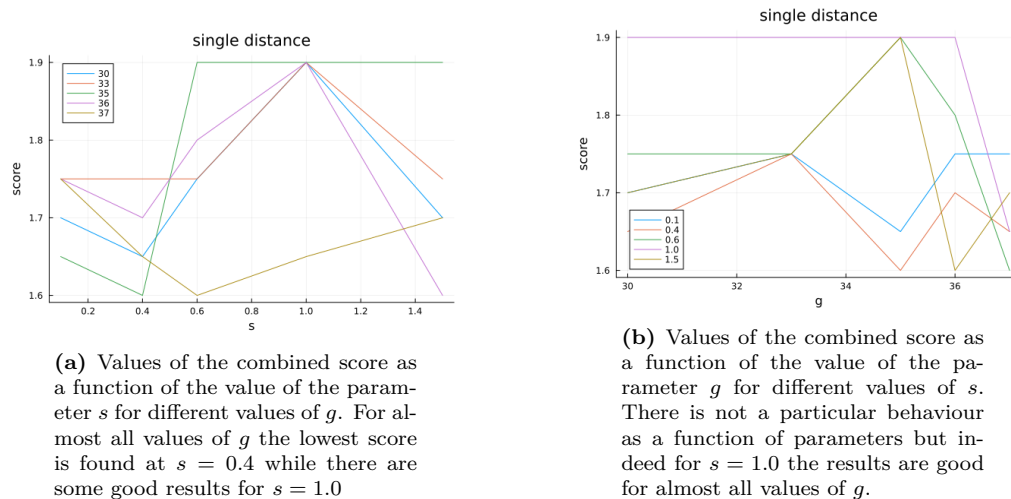 single distance
1.9
1.8
1.7
1.6
score
30
33
35
36
37
0.2
0.4
0.6
0.8
1.0
1.2
1.4
s
(a) Values of the combined score as
a function of the value of the param-
eter s for different values of g. For al-
most all values of g the lowest score
is found at s = 0.4 while there are
some good results for s = 1.0
single distance
1.9
1.8
1.7
1.6
score
0.1
0.4
0.6
1.0
1.5
30
32
34
36
g
(b) Values of the combined score as
a function of the value of the pa-
rameter g for different values of s.
There is not a particular behaviour
as a function of parameters but in-
deed for s = 1.0 the results are good
for almost all values of g.